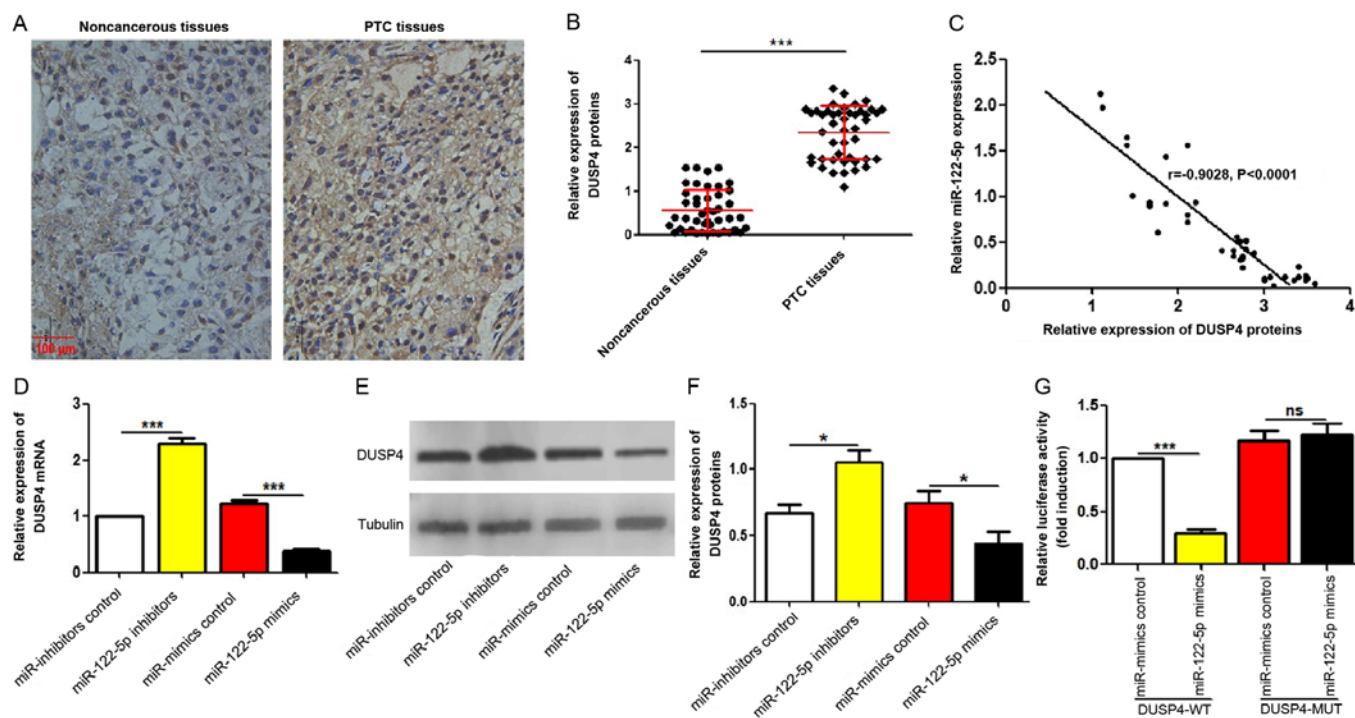 A
Noncancerous tissues
PTC tissues
100 μm
B
Relative expression of
DUSP4 proteins
4
3
2
1
0
***
Noncancerous tissues
PTC tissues
C
Relative miR-122-5p expression
2.5
2.0
1.5
1.0
0.5
0.0
r=-0.9028, P<0.0001
0
1
2
3
4
Relative expression of DUSP4 proteins
D
Relative expression of
DUSP4 mRNA
3
2
1
0
***
***
miR-inhibitors control
miR-122-5p inhibitors
miR-mimics control
miR-122-5p mimics
E
DUSP4
Tubulin
miR-inhibitors control
miR-122-5p inhibitors
miR-mimics control
miR-122-5p mimics
F
Relative expression of
DUSP4 proteins
1.5
1.0
0.5
0.0
*
*
miR-inhibitors control
miR-122-5p inhibitors
miR-mimics control
miR-122-5p mimics
G
Relative luciferase activity
(fold induction)
1.5
1.0
0.5
0.0
***
ns
miR-mimics control
miR-122-5p mimics
miR-mimics control
miR-122-5p mimics
DUSP4-WT
DUSP4-MUT